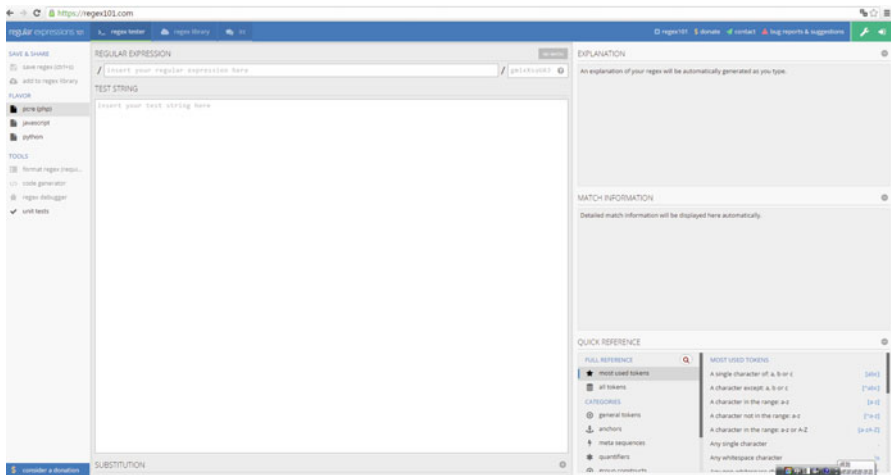 https://regex101.com
regular expressions 101
regex tester
regex library
irc
regex101
donate
contact
bug reports & suggestions
SAVE & SHARE
save regex (ctrl+s)
add to regex library
FLAVOR
pcre (php)
javascript
python
TOOLS
format regex (requi...
code generator
regex debugger
unit tests
consider a donation
REGULAR EXPRESSION
/ insert your regular expression here /
TEST STRING
insert your test string here
SUBSTITUTION
EXPLANATION
An explanation of your regex will be automatically generated as you type.
MATCH INFORMATION
Detailed match information will be displayed here automatically.
QUICK REFERENCE
FULL REFERENCE
most used tokens
all tokens
CATEGORIES
general tokens
anchors
meta sequences
quantifiers
group constructs
MOST USED TOKENS
A single character of: a, b or c [abc]
A character except: a, b or c [^abc]
A character in the range: a-z [a-z]
A character not in the range: a-z [^a-z]
A character in the range: a-z or A-Z [a-zA-Z]
Any single character .
Any whitespace character \s